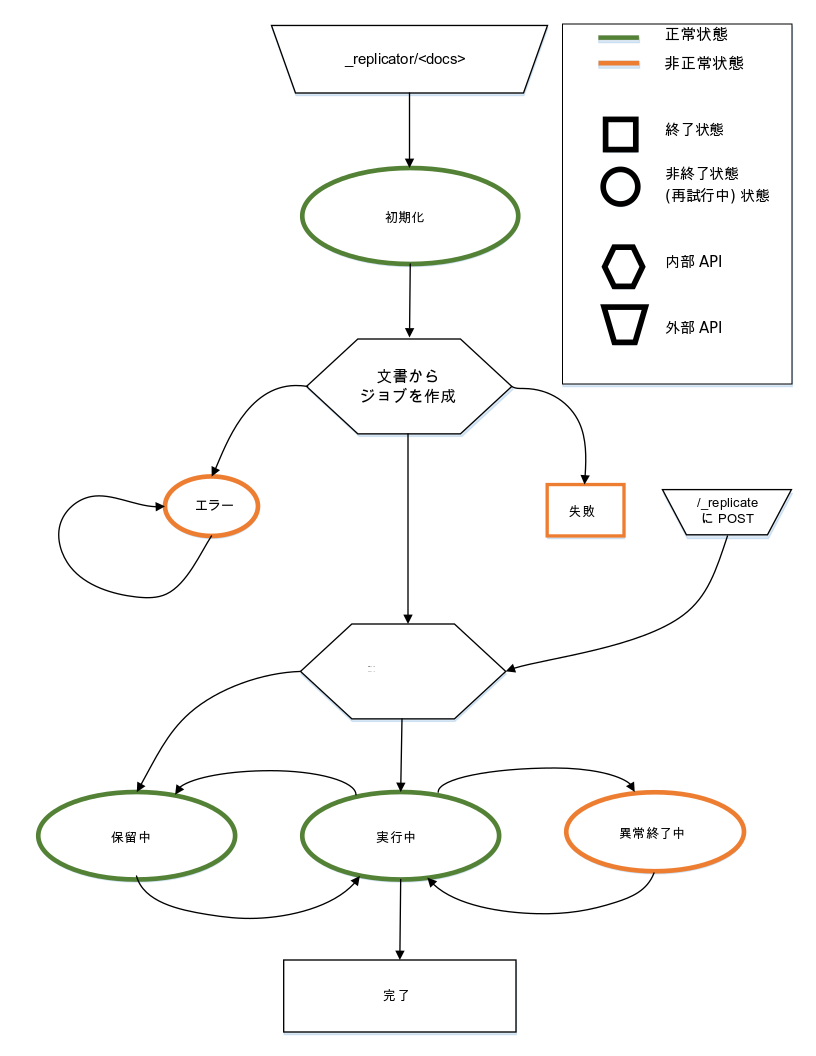 _replicator/<docs>
正常状態
非正常状態
終了状態
非終了状態
(再試行中) 状態
内部 API
外部 API
初期化
文書から
ジョブを作成
エラー
失敗
/_replicate
に POST
保留中
実行中
異常終了中
完了